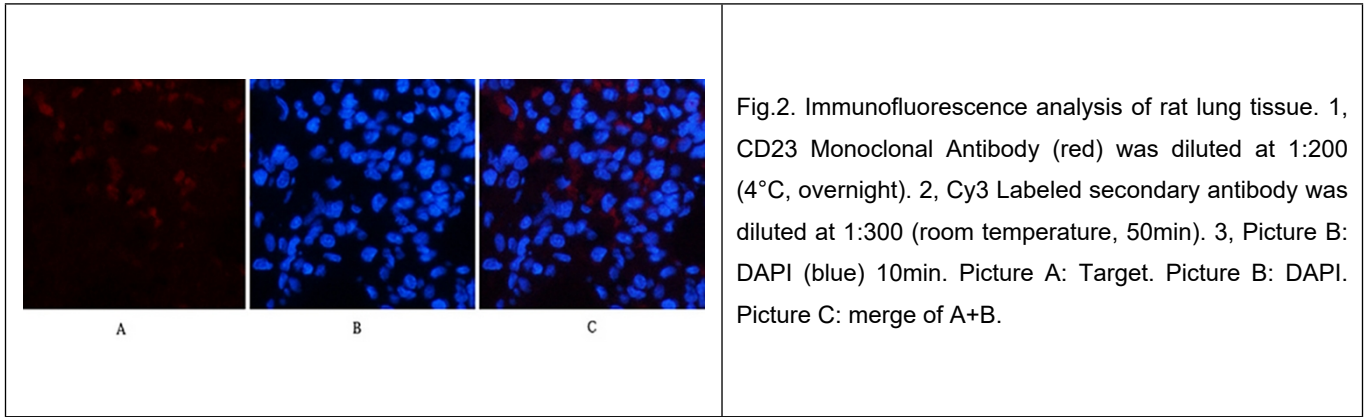 Fig.2. Immunofluorescence analysis of rat lung tissue. 1,
CD23 Monoclonal Antibody (red) was diluted at 1:200
(4°C, overnight). 2, Cy3 Labeled secondary antibody was
diluted at 1:300 (room temperature, 50min). 3, Picture B:
DAPI (blue) 10min. Picture A: Target. Picture B: DAPI.
Picture C: merge of A+B.
A B C